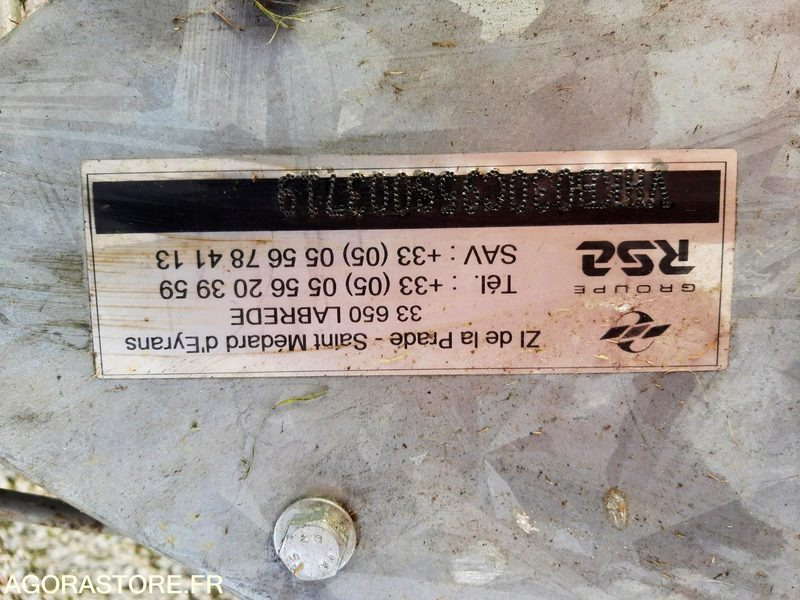 GROUPE
RSA
ZI de la Prade - Saint Médard d'Eyrans
33 650 LABREDE
Tél. : +33 (05) 05 56 20 39 59
SAV : +33 (05) 05 56 78 41 13
AGORASTORE.FR